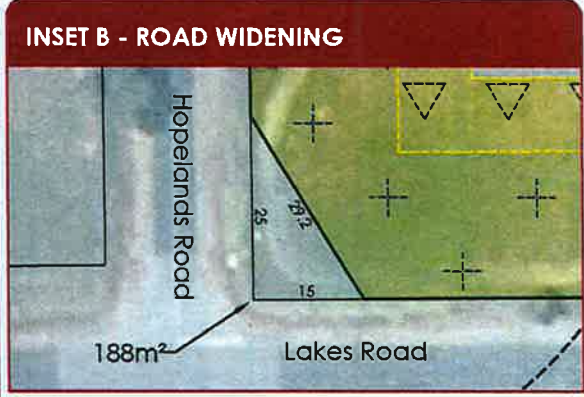 INSET B - ROAD WIDENING
Hopelands Road
25
29.2
15
188m²
Lakes Road